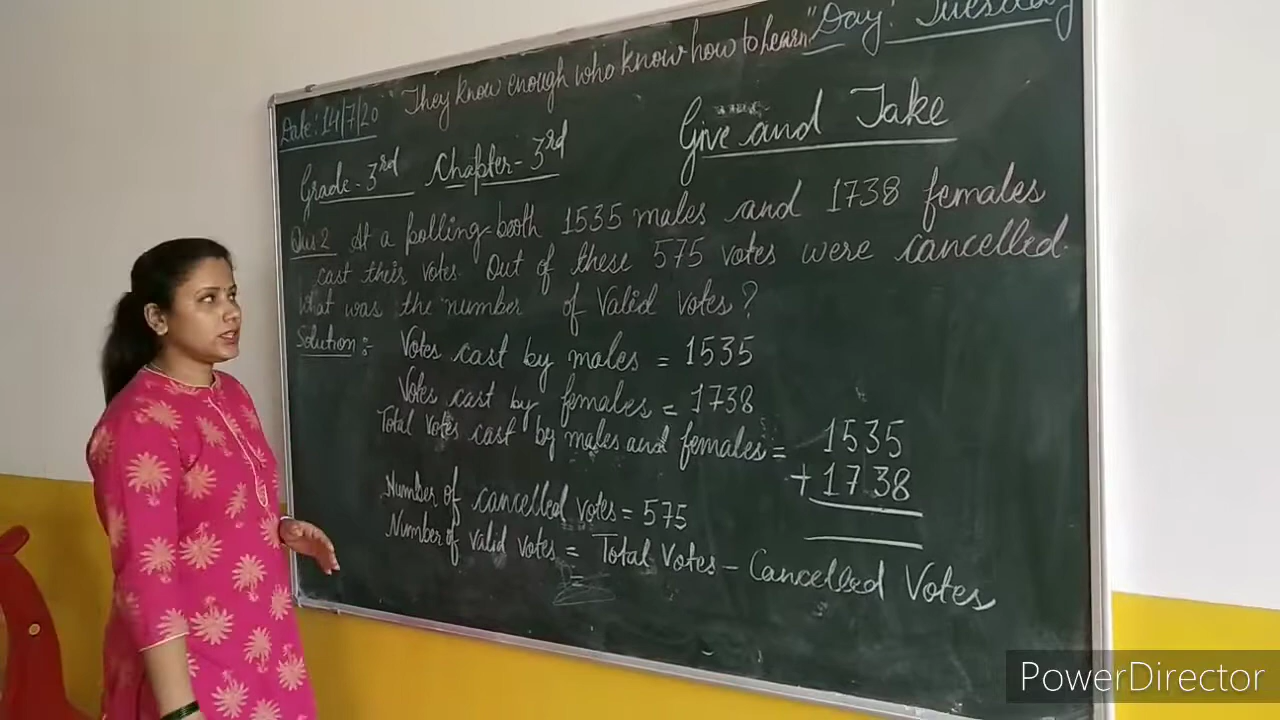 "They know enough who know how to learn" Day: Tuesday
Date: 14/7/20
Give and Take
Grade-3rd Chapter-3rd
Qus-2 At a polling-booth 1535 males and 1738 females
cast their votes. Out of these 575 votes were cancelled.
What was the number of valid votes?
Solution:- Votes cast by males = 1535
Votes cast by females = 1738
Total votes cast by males and females = 1535
+1738
Number of cancelled votes = 575
Number of valid votes = Total Votes - Cancelled Votes
=
PowerDirector